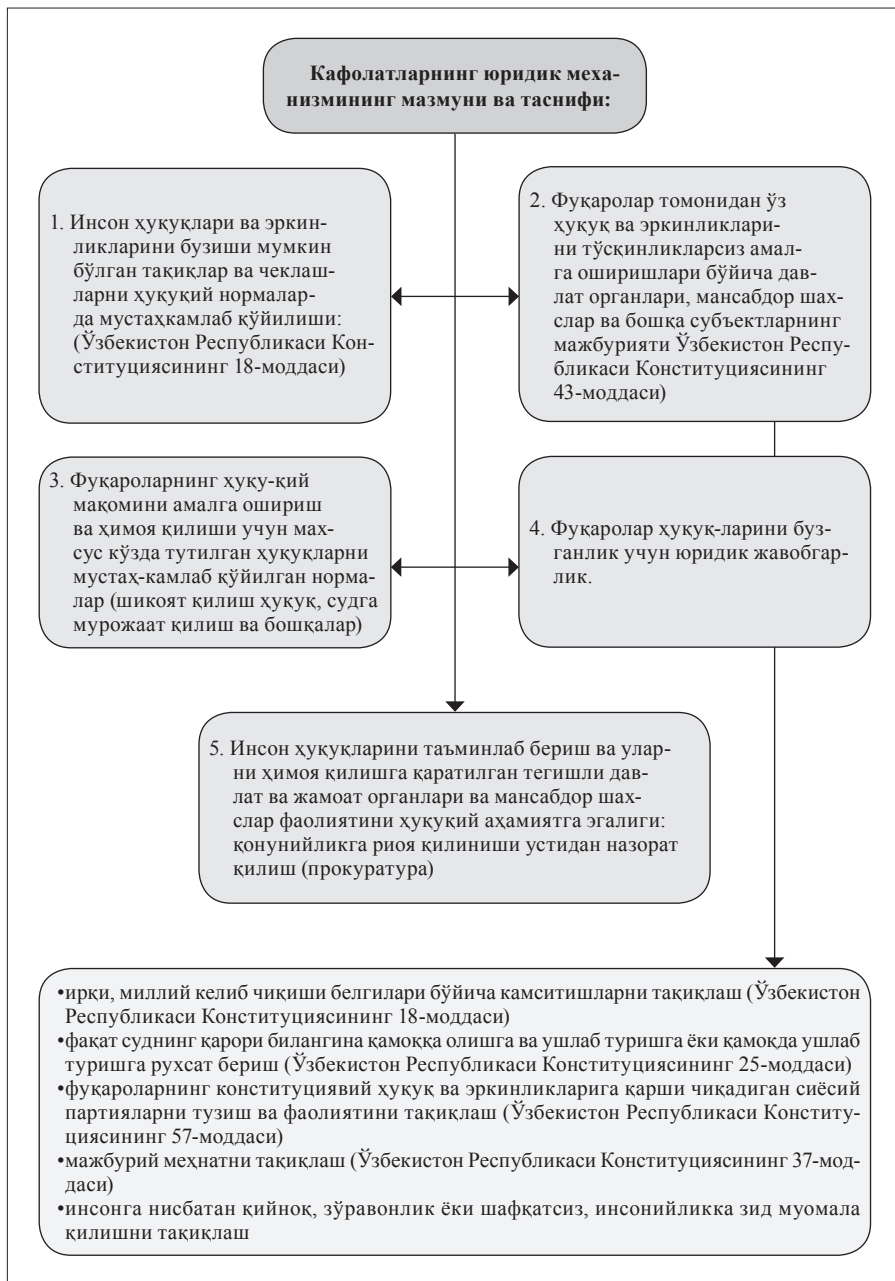 Кафолатларнинг юридик меха-
низмининг мазмуни ва таснифи:
1. Инсон ҳуқуқлари ва эркин-
ликларини бузиши мумкин
бўлган тақиқлар ва чеклаш-
ларни ҳуқуқий нормалар-
да мустаҳкамлаб қўйилиши:
(Ўзбекистон Республикаси Кон-
ституциясининг 18-моддаси)
2. Фуқаролар томонидан ўз
ҳуқуқ ва эркинликлари-
ни тўсқинликларсиз амал-
га оширишлари бўйича дав-
лат органлари, мансабдор шах-
слар ва бошқа субъектларнинг
мажбурияти Ўзбекистон Респу-
бликаси Конституциясининг
43-моддаси)
3. Фуқароларнинг ҳуқу-қий
мақомини амалга ошириш
ва ҳимоя қилиши учун мах-
сус кўзда тутилган ҳуқуқларни
мустаҳ-камлаб қўйилган норма-
лар (шикоят қилиш ҳуқуқ, судга
мурожаат қилиш ва бошқалар)
4. Фуқаролар ҳуқуқ-ларини буз-
ганлик учун юридик жавобгар-
лик.
5. Инсон ҳуқуқларини таъминлаб бериш ва улар-
ни ҳимоя қилишга қаратилган тегишли дав-
лат ва жамоат органлари ва мансабдор шах-
слар фаолиятини ҳуқуқий аҳамиятга эгалиги:
қонунийликга риоя қилиниши устидан назорат
қилиш (прокуратура)
•ирқи, миллий келиб чиқиши белгилари бўйича камситишларни тақиқлаш (Ўзбекистон
Республикаси Конституциясининг 18-моддаси)
•фақат суднинг қарори билангина қамоққа олишга ва ушлаб туришга ёки қамоқда ушлаб
туришга рухсат бериш (Ўзбекистон Республикаси Конституциясининг 25-моддаси)
•фуқароларнинг конституциявий ҳуқуқ ва эркинликларига қарши чиқадиган сиёсий
партияларни тузиш ва фаолиятини тақиқлаш (Ўзбекистон Республикаси Конститу-
циясининг 57-моддаси)
•мажбурий меҳнатни тақиқлаш (Ўзбекистон Республикаси Конституциясининг 37-мод-
даси)
•инсонга нисбатан қийноқ, зўравонлик ёки шафқатсиз, инсонийликка зид муомала
қилишни тақиқлаш